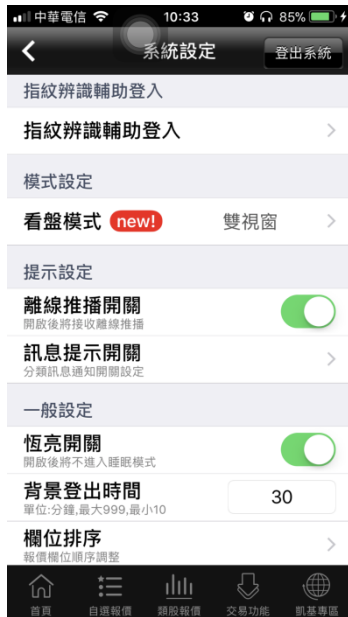 中華電信 10:33 85%
系統設定 登出系統
指紋辨識輔助登入
指紋辨識輔助登入
模式設定
看盤模式 new! 雙視窗
提示設定
離線推播開關
開啟後將接收離線推播
訊息提示開關
分類訊息通知開關設定
一般設定
恆亮開關
開啟後將不進入睡眠模式
背景登出時間 30
單位:分鐘,最大999,最小10
欄位排序
報價欄位順序調整
首頁 自選報價 類股報價 交易功能 凱基專區